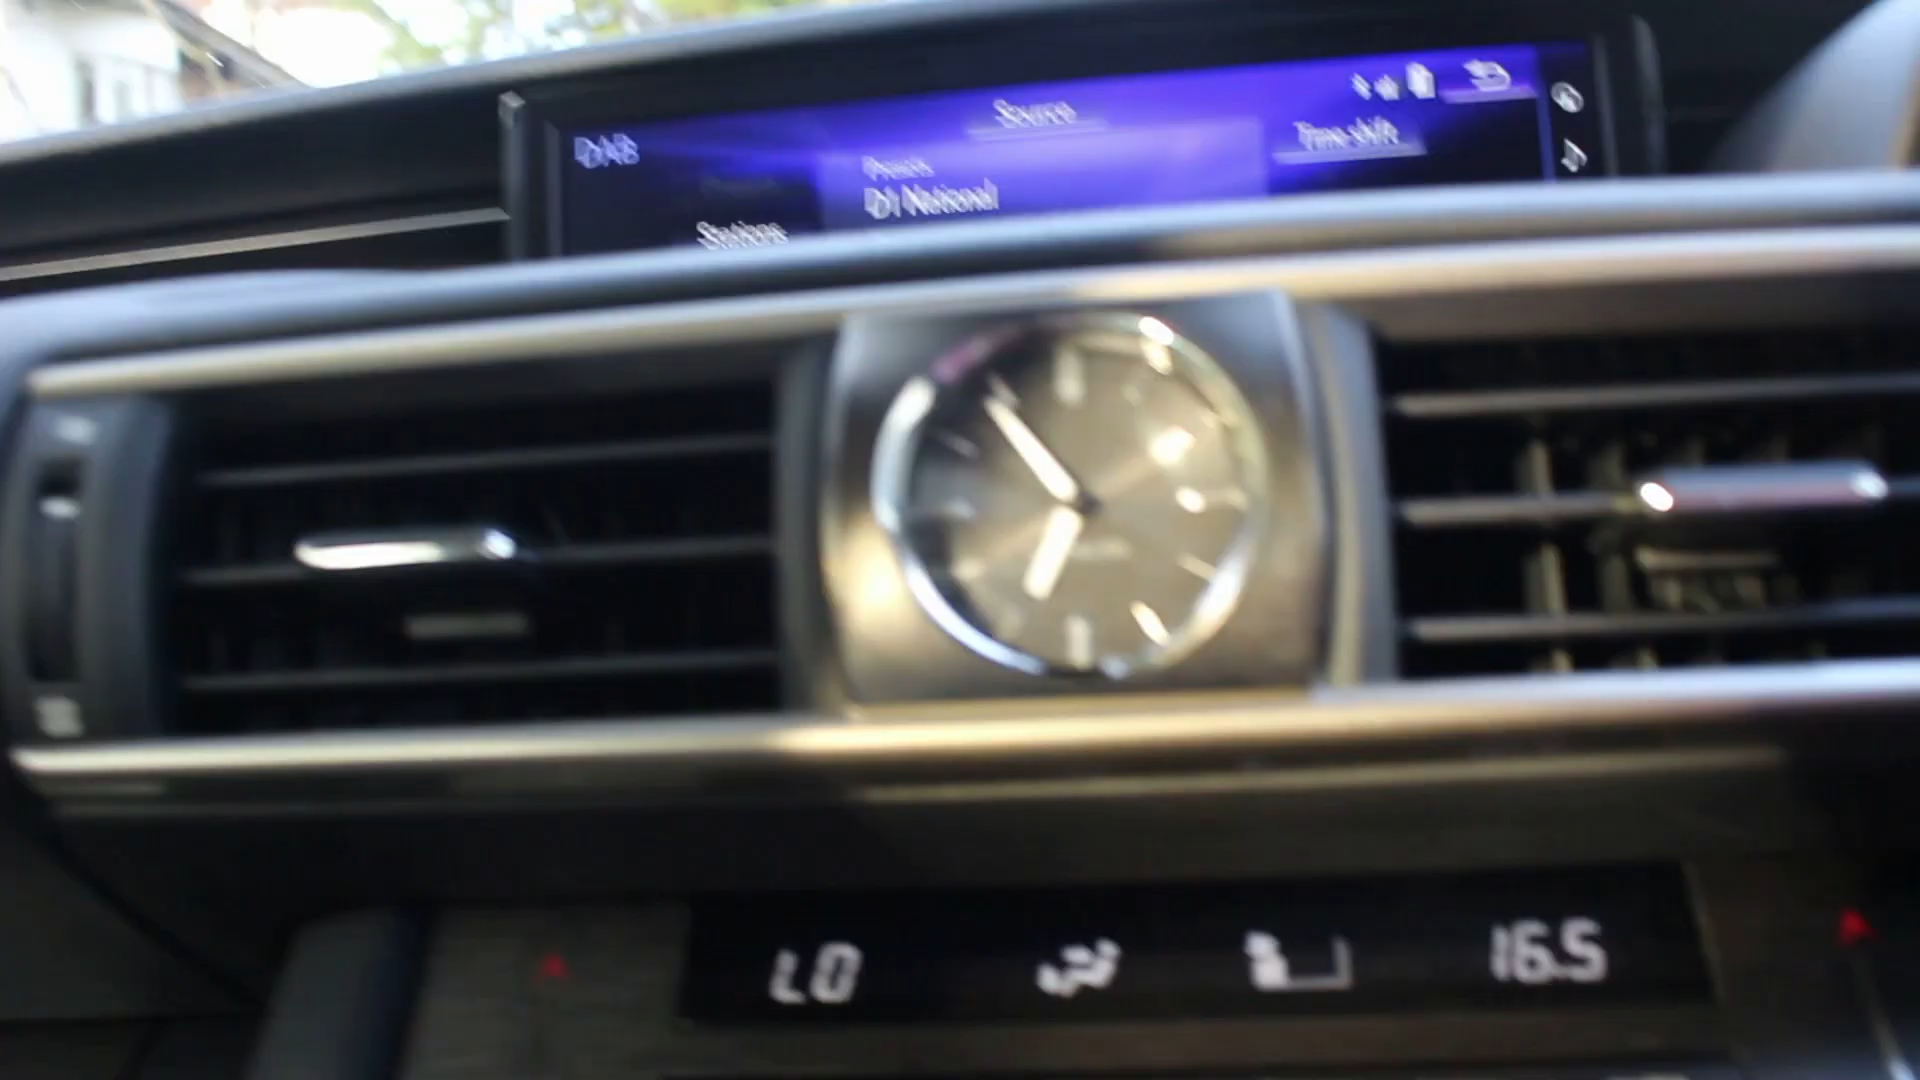 DAB
Source
Time shift
Presets
D1 National
Stations
LO
16.5